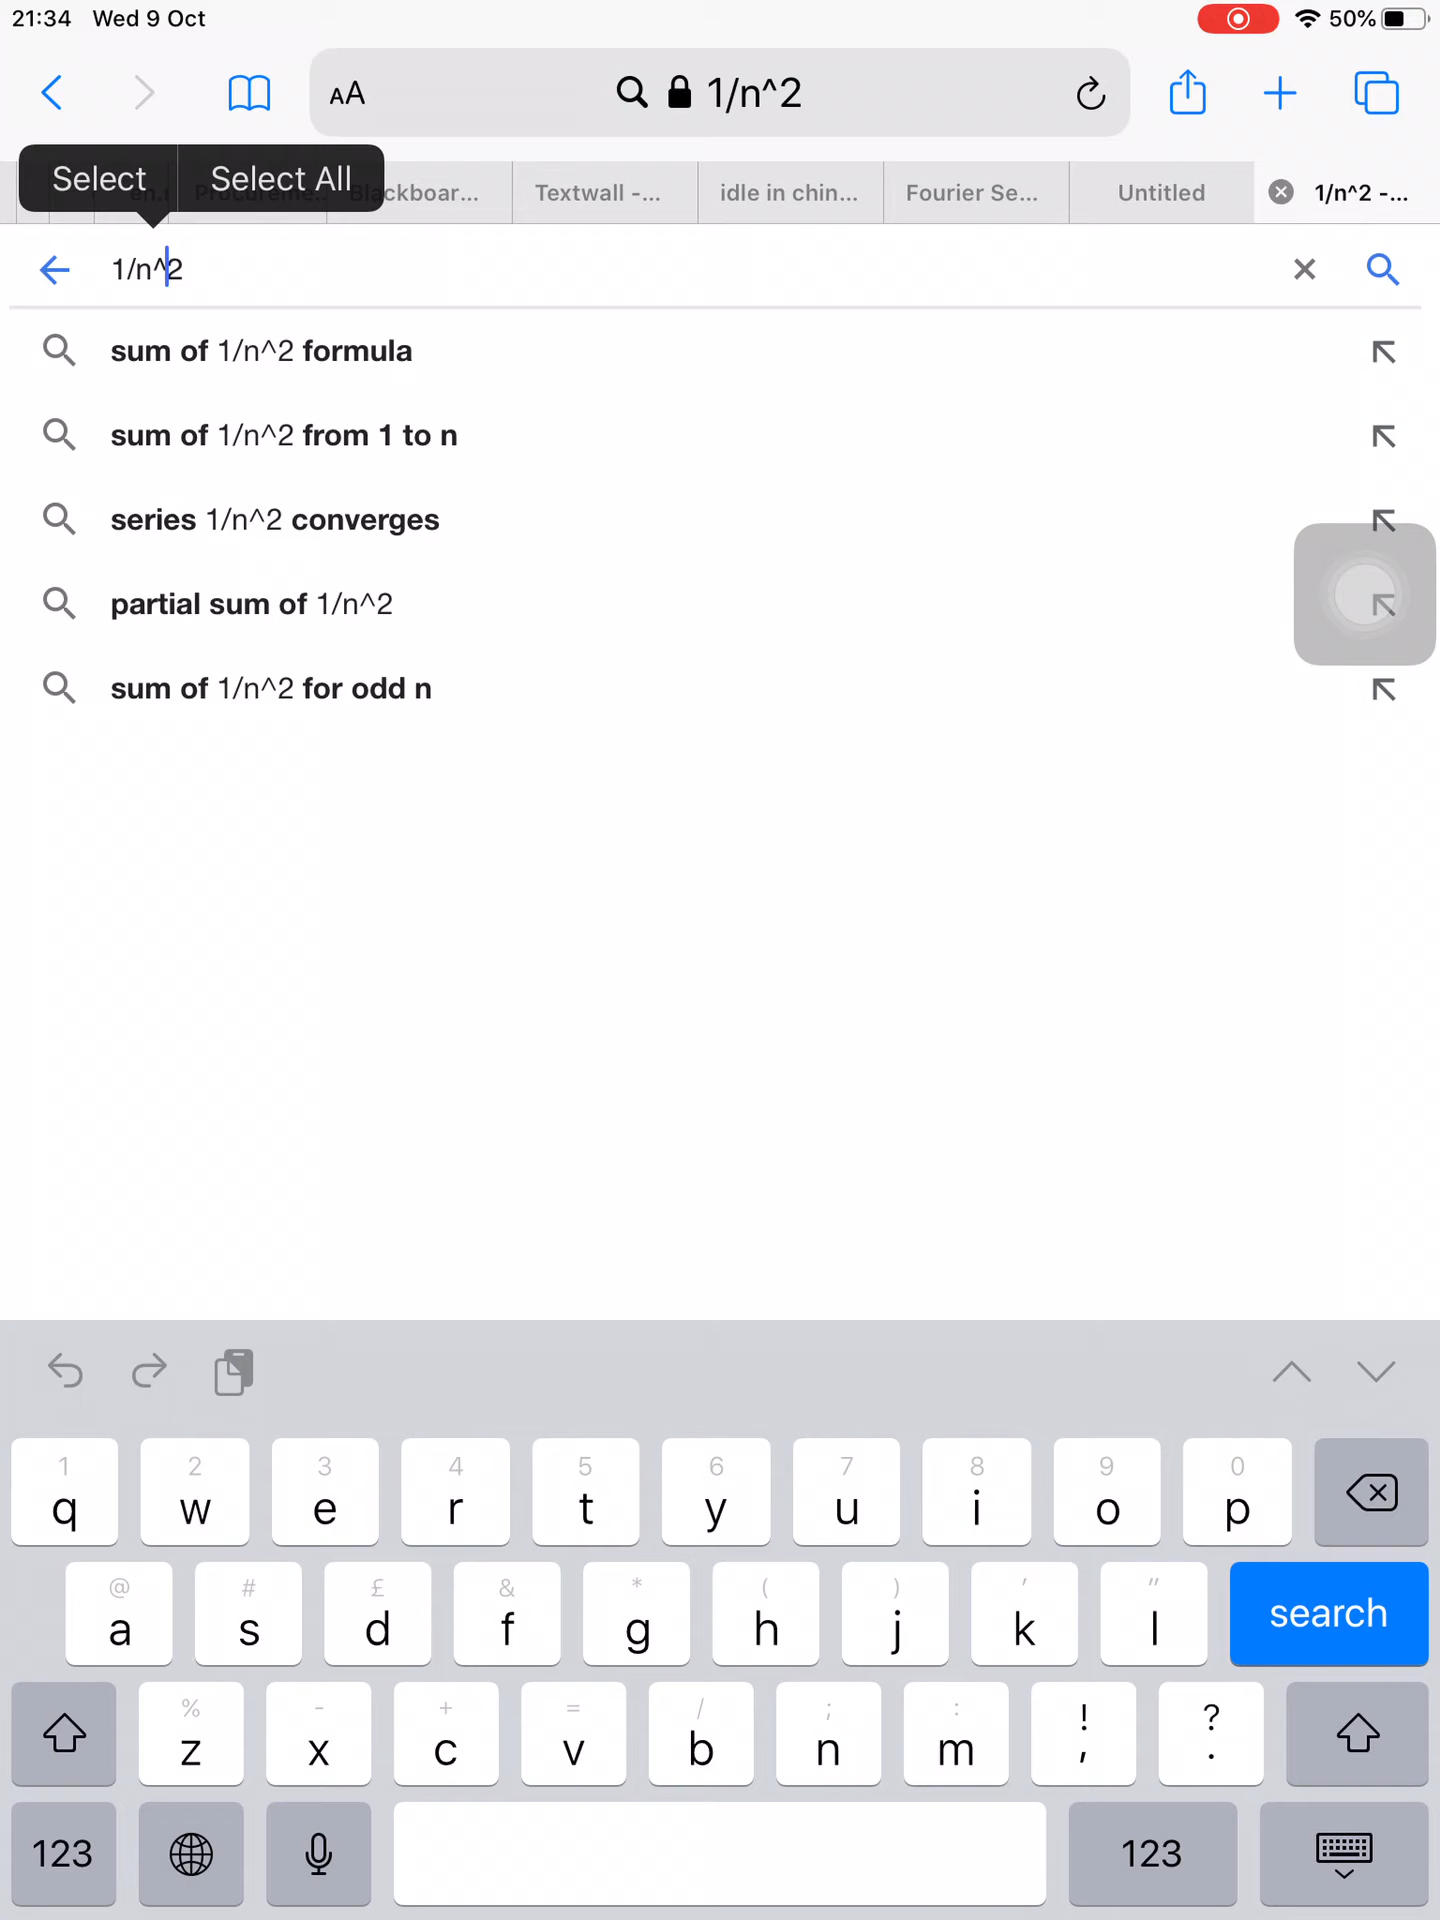 21:34 Wed 9 Oct 50%
AA 1/n^2
Select Select All
Blackboar... Textwall -... idle in chin... Fourier Se... Untitled 1/n^2 -...
1/n^2
sum of 1/n^2 formula
sum of 1/n^2 from 1 to n
series 1/n^2 converges
partial sum of 1/n^2
sum of 1/n^2 for odd n
1 2 3 4 5 6 7 8 9 0
q w e r t y u i o p
@ # £ & * ( ) ' "
a s d f g h j k l search
% - + = / ; : ! ?
z x c v b n m , .
123 123